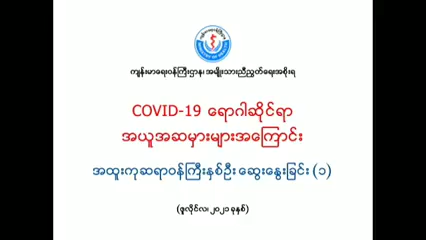 ကျန်းမာရေးဝန်ကြီးဌာန၊ အမျိုးသားညီညွတ်ရေးအစိုးရ
COVID-19 ရောဂါဆိုင်ရာ
အယူအဆမှားများအကြောင်း
အထူးကုဆရာဝန်ကြီးနှစ်ဦး ဆွေးနွေးခြင်း (၁)
(ဇူလိုင်လ၊ ၂၀၂၁ ခုနှစ်)